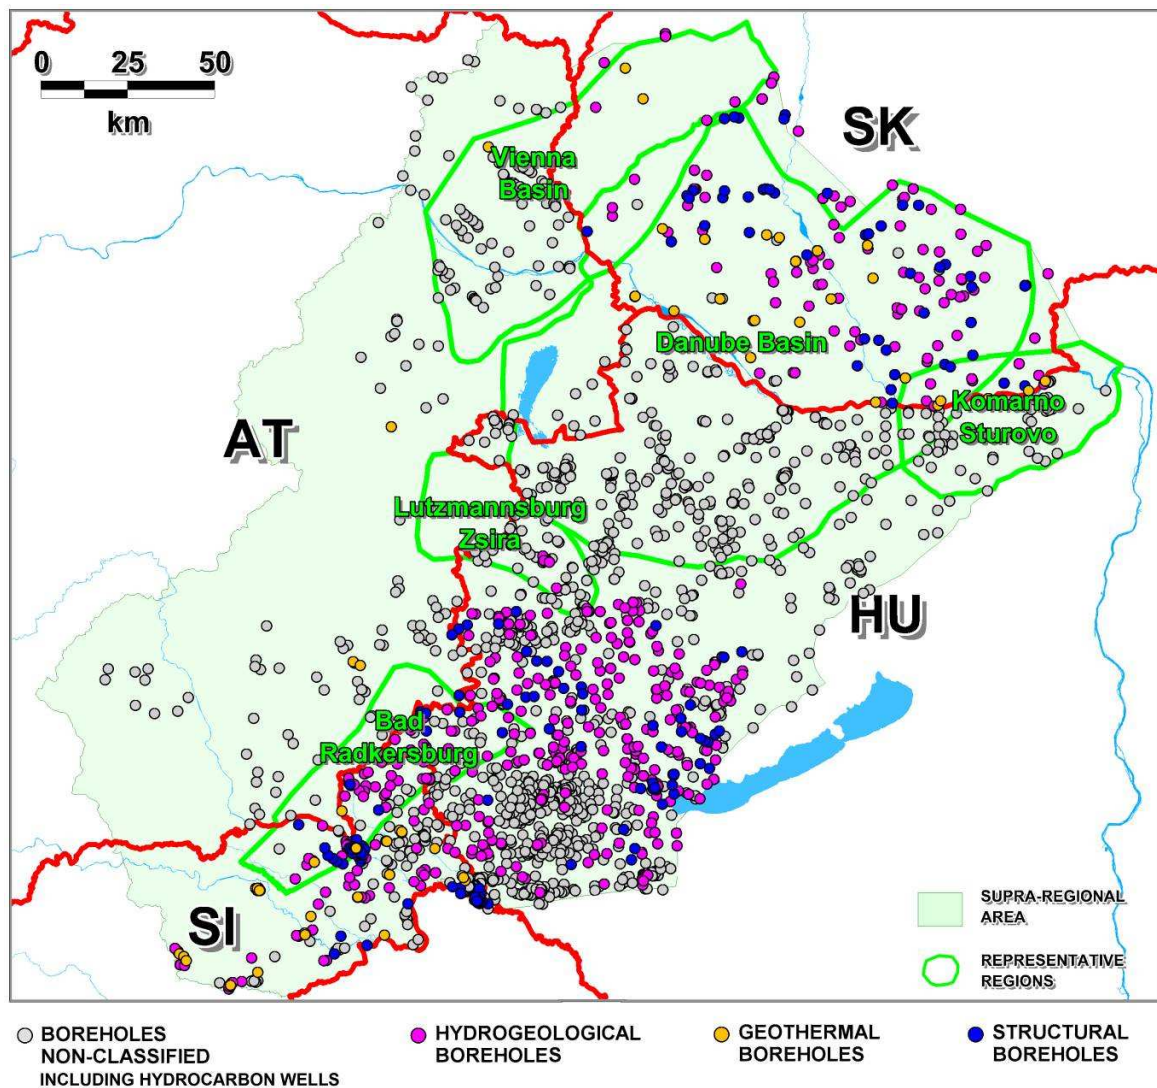 0 25 50
km
SK
Vienna
Basin
Danube Basin
Komarno
Sturovo
AT
Lutzmannsburg
Zsira
HU
Bad
Radkersburg
SI
SUPRA-REGIONAL
AREA
REPRESENTATIVE
REGIONS
BOREHOLES
NON-CLASSIFIED
INCLUDING HYDROCARBON WELLS
HYDROGEOLOGICAL
BOREHOLES
GEOTHERMAL
BOREHOLES
STRUCTURAL
BOREHOLES